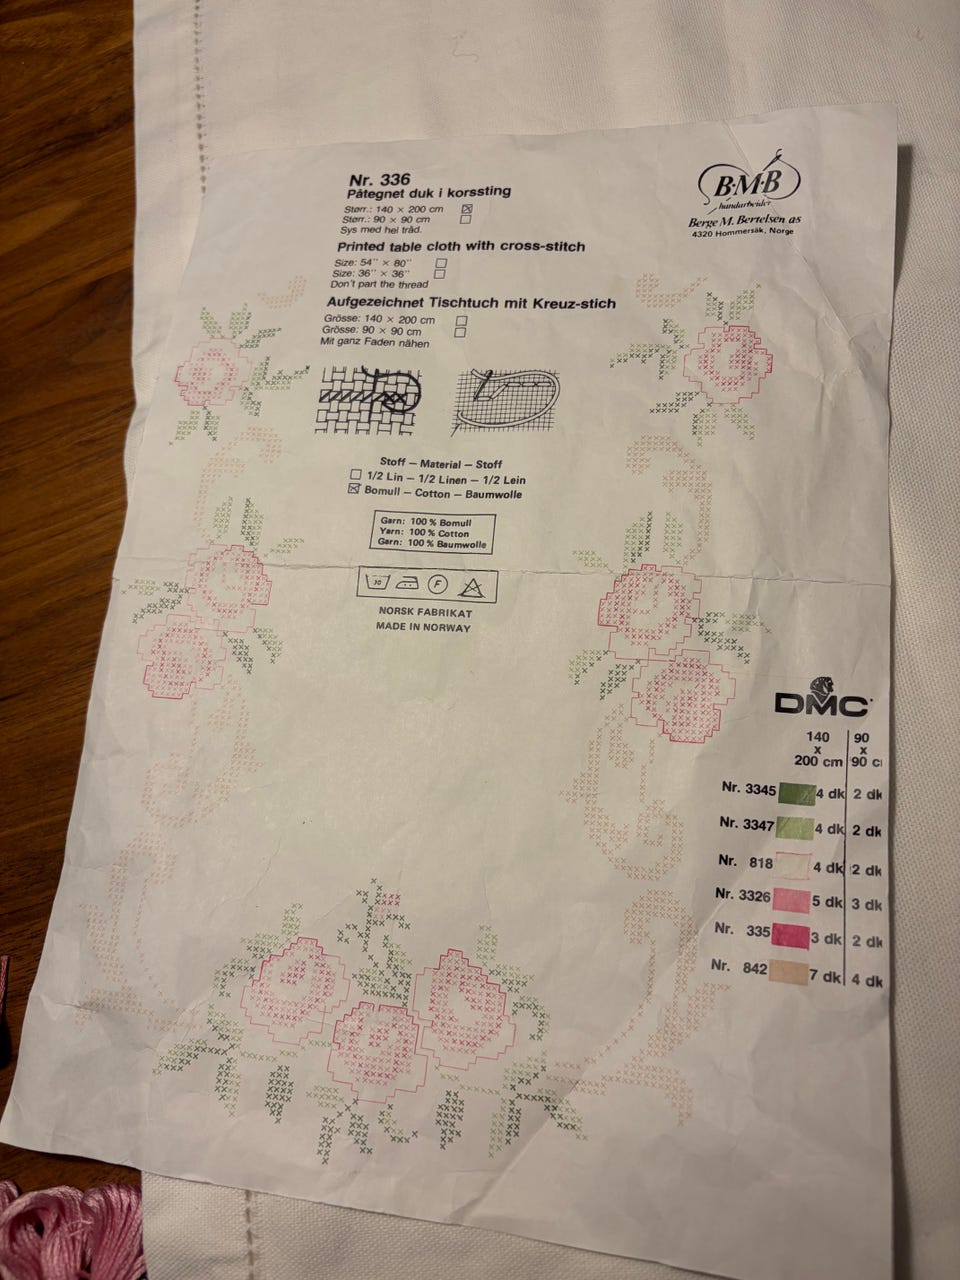 Nr. 336
Påtegnet duk i korssting
Størr.: 140 × 200 cm
Størr.: 90 × 90 cm
Sys med hel tråd.
Printed table cloth with cross-stitch
Size: 54'' × 80''
Size: 36'' × 36''
Don't part the thread
Aufgezeichnet Tischtuch mit Kreuz-stich
Grösse: 140 × 200 cm
Grösse: 90 × 90 cm
Mit ganz Faden nähen
B·M·B
handarbeider
Berge M. Bertelsen as
4320 Hommersåk, Norge
Stoff – Material – Stoff
1/2 Lin – 1/2 Linen – 1/2 Lein
Bomull – Cotton – Baumwolle
Garn: 100 % Bomull
Yarn: 100 % Cotton
Garn: 100 % Baumwolle
F
NORSK FABRIKAT
MADE IN NORWAY
DMC
140 x 200 cm 90 x 90 c
Nr. 3345 4 dk 2 dk
Nr. 3347 4 dk 2 dk
Nr. 818 4 dk 2 dk
Nr. 3326 5 dk 3 dk
Nr. 335 3 dk 2 dk
Nr. 842 7 dk 4 dk